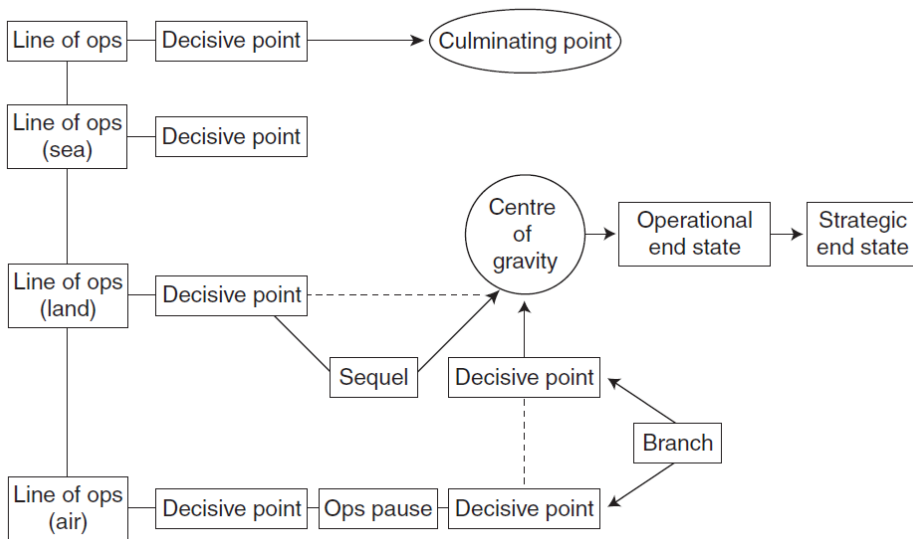 Line of ops
Decisive point
Culminating point
Line of ops
(sea)
Decisive point
Centre
of
gravity
Operational
end state
Strategic
end state
Line of ops
(land)
Decisive point
Sequel
Decisive point
Branch
Line of ops
(air)
Decisive point
Ops pause
Decisive point